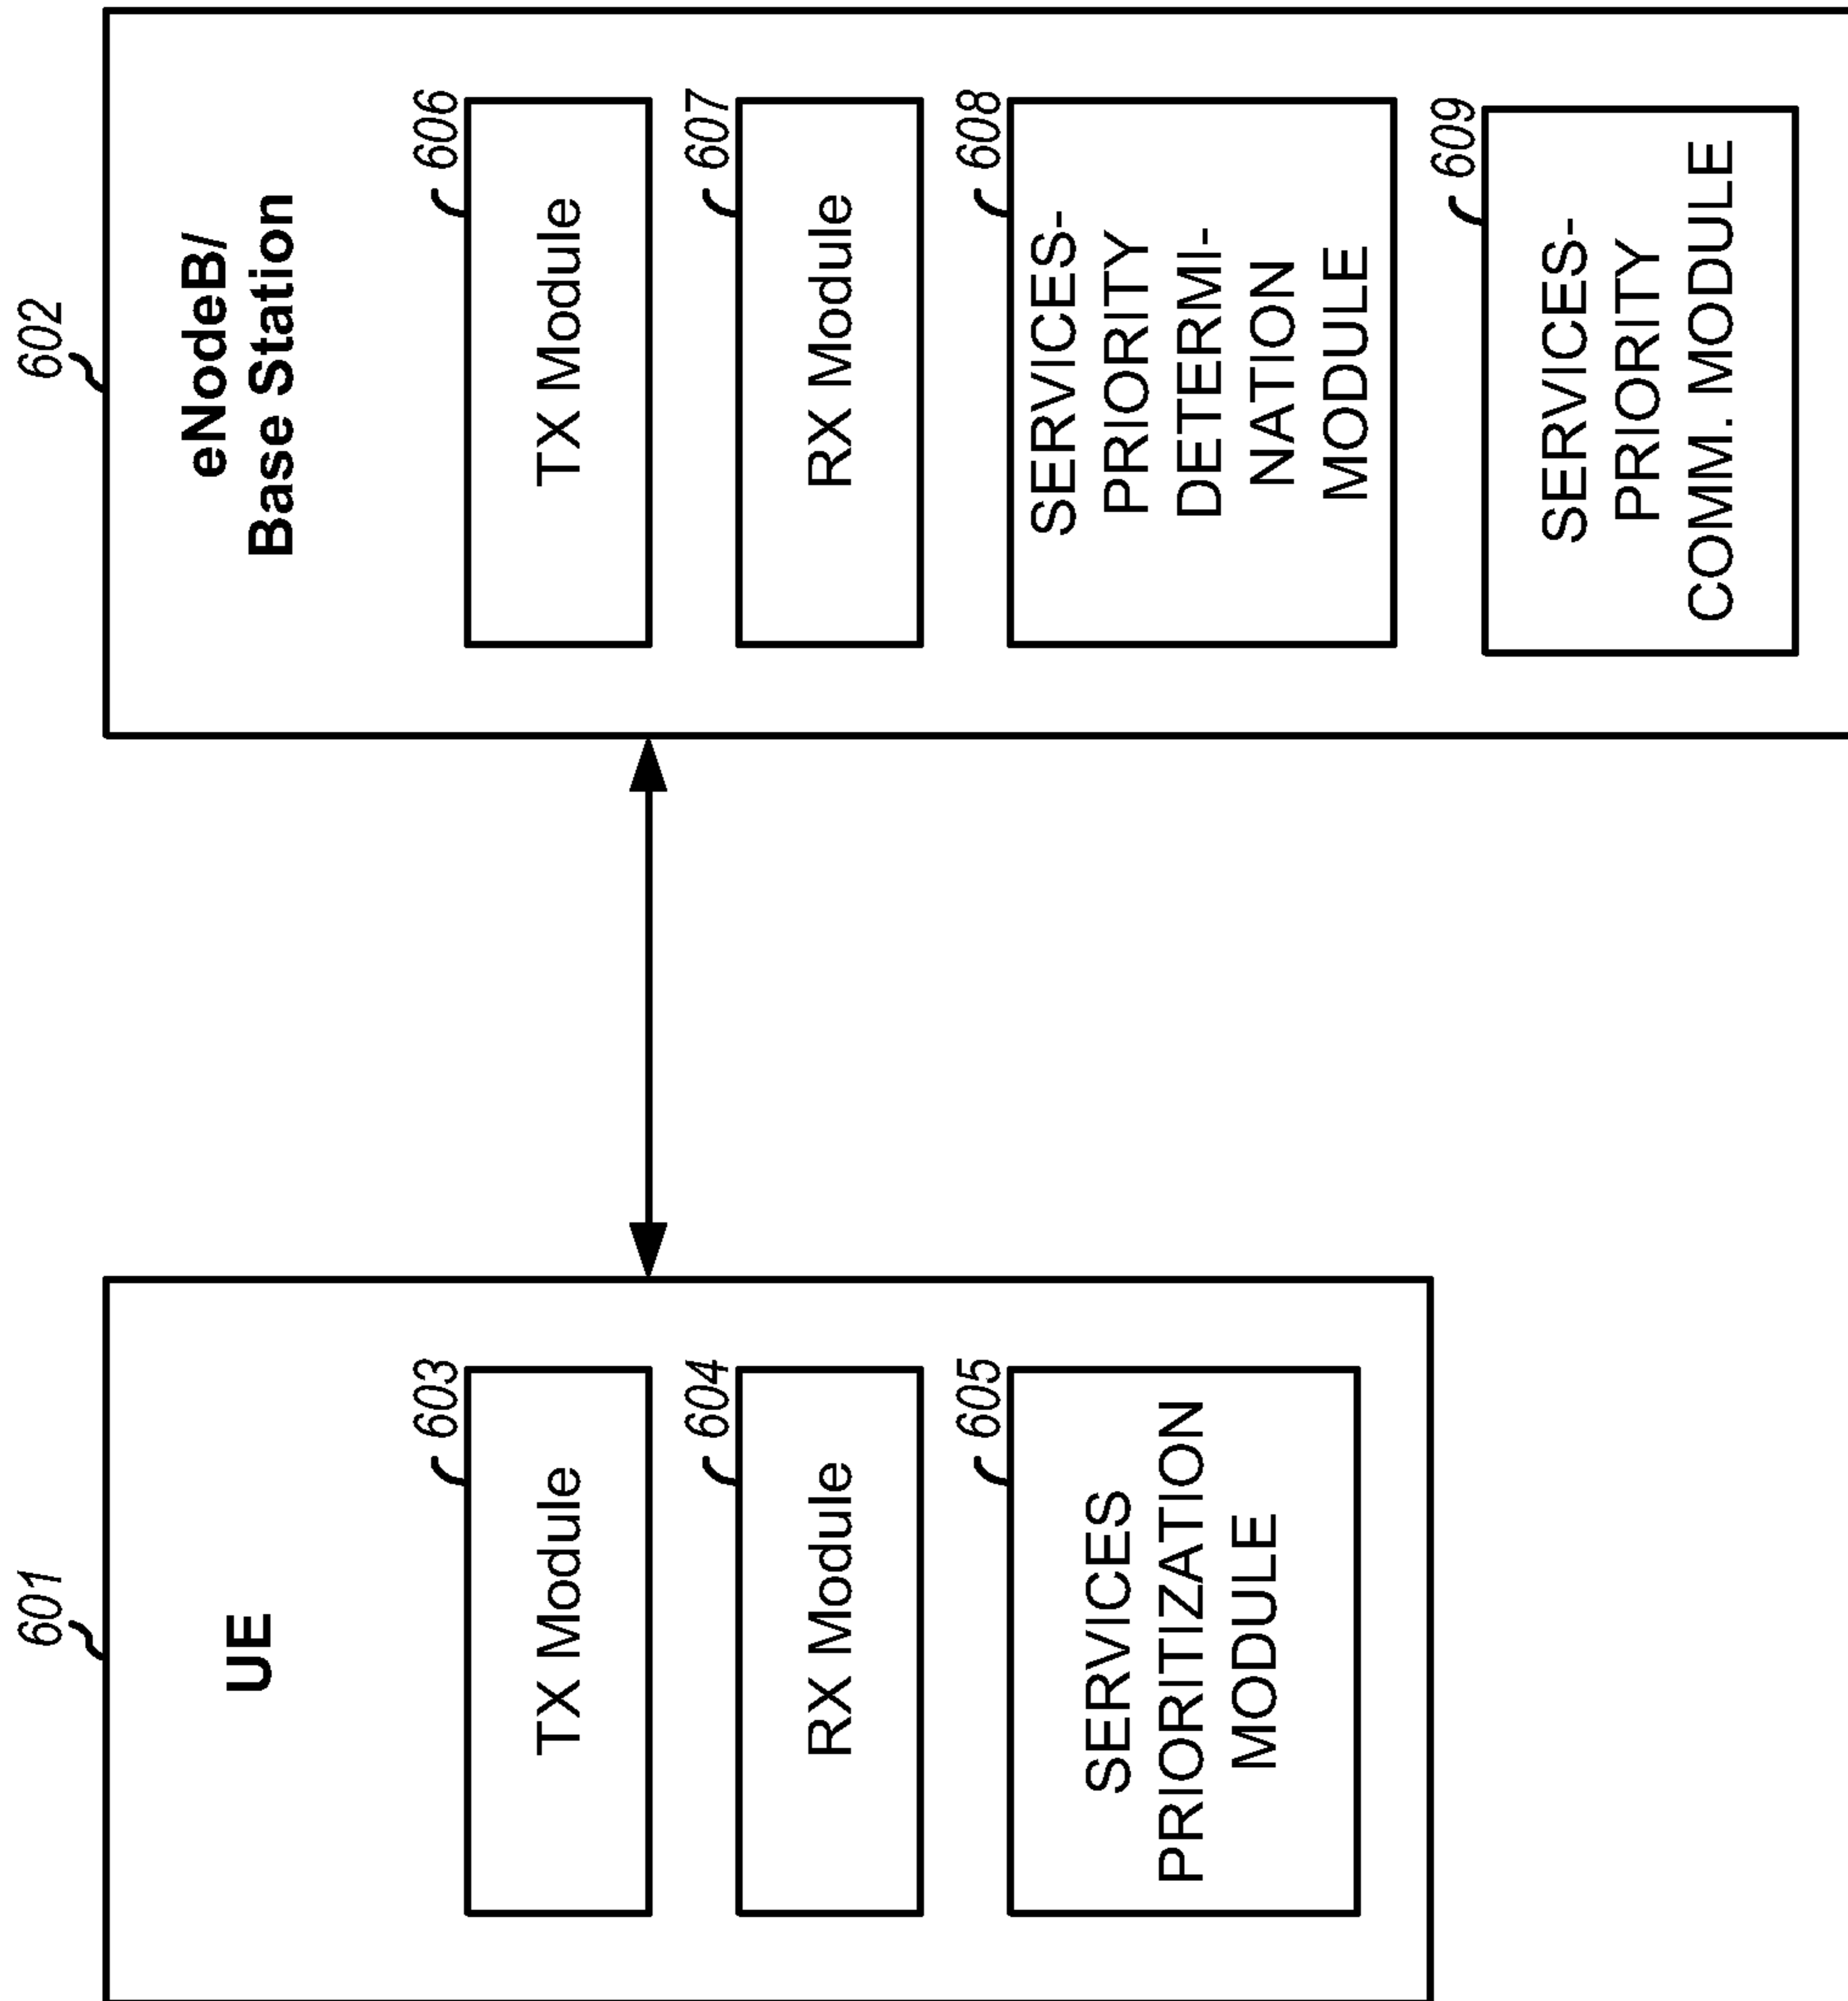 601
UE
603
TX Module
604
RX Module
605
SERVICES
PRIORITIZATION
MODULE
602
eNodeB/
Base Station
606
TX Module
607
RX Module
608
SERVICES-
PRIORITY
DETERMI-
NATION
MODULE
609
SERVICES-
PRIORITY
COMM. MODULE